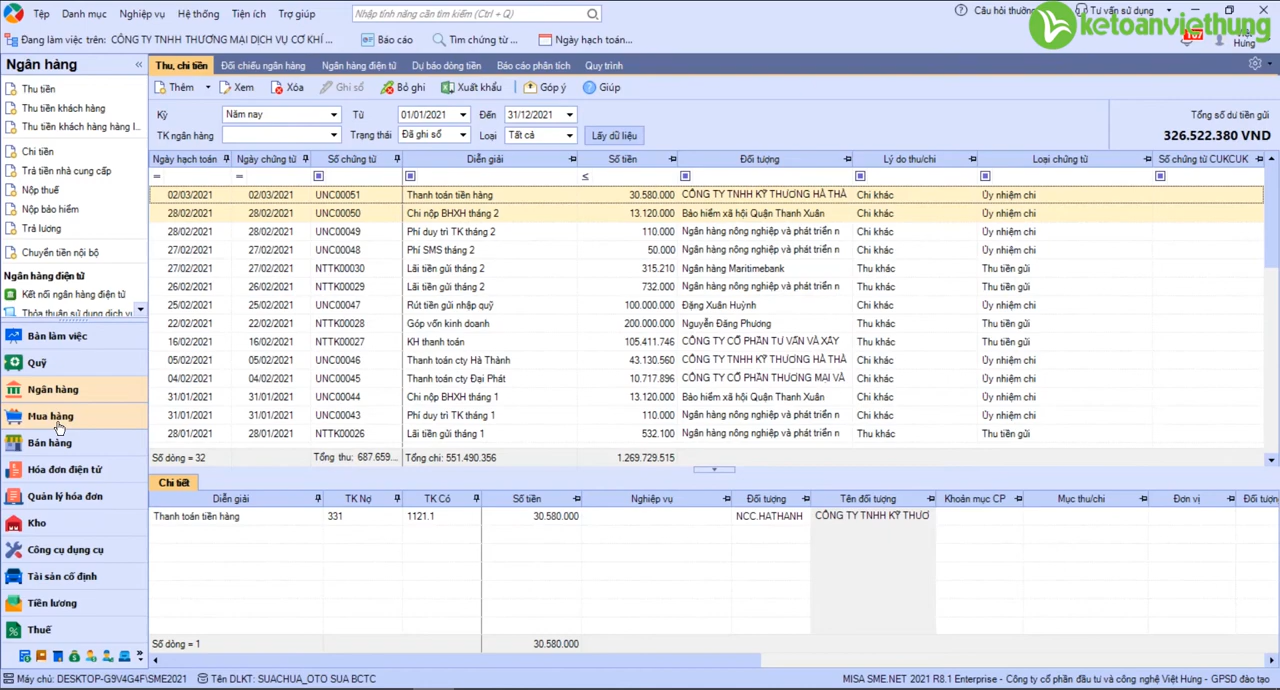 Tệp Danh mục Nghiệp vụ Hệ thống Tiện ích Trợ giúp
Nhập tính năng cần tìm kiếm (Ctrl + Q)
Câu hỏi thường
Tư vấn sử dụng
ketoanviethung
Đang làm việc trên: CÔNG TY TNHH THƯƠNG MẠI DỊCH VỤ CƠ KHÍ ...
Báo cáo Tìm chứng từ ... Ngày hạch toán...
107
Hưng
Ngân hàng «
Thu, chi tiền Đối chiếu ngân hàng Ngân hàng điện tử Dự báo dòng tiền Báo cáo phân tích Quy trình
Thêm Xem Xóa Ghi sổ Bỏ ghi Xuất khẩu Góp ý Giúp
Thu tiền
Thu tiền khách hàng
Thu tiền khách hàng hàng l...
Chi tiền
Trả tiền nhà cung cấp
Nộp thuế
Nộp bảo hiểm
Trả lương
Chuyển tiền nội bộ
Ngân hàng điện tử
Kết nối ngân hàng điện tử
Thỏa thuận sử dụng dịch v
Bàn làm việc
Quỹ
Ngân hàng
Mua hàng
Bán hàng
Hóa đơn điện tử
Quản lý hóa đơn
Kho
Công cụ dụng cụ
Tài sản cố định
Tiền lương
Thuế
Kỳ Năm nay Từ 01/01/2021 Đến 31/12/2021
TK ngân hàng Trạng thái Đã ghi sổ Loại Tất cả Lấy dữ liệu
Tổng số dư tiền gửi
326.522.380 VND
Ngày hạch toán Ngày chứng từ Số chứng từ Diễn giải Số tiền Đối tượng Lý do thu/chi Loại chứng từ Số chứng từ CUKCUK
= = ≤
02/03/2021 02/03/2021 UNC00051 Thanh toán tiền hàng 30.580.000 CÔNG TY TNHH KỸ THƯƠNG HÀ THÀ Chi khác Ủy nhiệm chi
28/02/2021 28/02/2021 UNC00050 Chi nộp BHXH tháng 2 13.120.000 Bảo hiểm xã hội Quận Thanh Xuân Chi khác Ủy nhiệm chi
28/02/2021 28/02/2021 UNC00049 Phí duy trì TK tháng 2 110.000 Ngân hàng nông nghiệp và phát triển n Chi khác Ủy nhiệm chi
27/02/2021 27/02/2021 UNC00048 Phí SMS tháng 2 50.000 Ngân hàng nông nghiệp và phát triển n Chi khác Ủy nhiệm chi
27/02/2021 27/02/2021 NTTK00030 Lãi tiền gửi tháng 2 315.210 Ngân hàng Maritimebank Thu khác Thu tiền gửi
26/02/2021 26/02/2021 NTTK00029 Lãi tiền gửi tháng 2 732.000 Ngân hàng nông nghiệp và phát triển n Thu khác Thu tiền gửi
25/02/2021 25/02/2021 UNC00047 Rút tiền gửi nhập quỹ 100.000.000 Đặng Xuân Huỳnh Chi khác Ủy nhiệm chi
22/02/2021 22/02/2021 NTTK00028 Góp vốn kinh doanh 200.000.000 Nguyễn Đăng Phương Thu khác Thu tiền gửi
16/02/2021 16/02/2021 NTTK00027 KH thanh toán 105.411.746 CÔNG TY CỔ PHẦN TƯ VẤN VÀ XÂY Thu khác Thu tiền gửi
05/02/2021 05/02/2021 UNC00046 Thanh toán cty Hà Thành 43.130.560 CÔNG TY TNHH KỸ THƯƠNG HÀ THÀ Chi khác Ủy nhiệm chi
04/02/2021 04/02/2021 UNC00045 Thanh toán cty Đại Phát 10.717.896 CÔNG TY CỔ PHẦN THƯƠNG MẠI VÀ Chi khác Ủy nhiệm chi
31/01/2021 31/01/2021 UNC00044 Chi nộp BHXH tháng 1 13.120.000 Bảo hiểm xã hội Quận Thanh Xuân Chi khác Ủy nhiệm chi
31/01/2021 31/01/2021 UNC00043 Phí duy trì TK tháng 1 110.000 Ngân hàng nông nghiệp và phát triển n Chi khác Ủy nhiệm chi
28/01/2021 28/01/2021 NTTK00026 Lãi tiền gửi tháng 1 532.100 Ngân hàng nông nghiệp và phát triển n Thu khác Thu tiền gửi
Số dòng = 32 Tổng thu: 687.659... Tổng chi: 551.490.356 1.269.729.515
Chi tiết
Diễn giải TK Nợ TK Có Số tiền Nghiệp vụ Đối tượng Tên đối tượng Khoản mục CP Mục thu/chi Đơn vị Đối tượng
Thanh toán tiền hàng 331 1121.1 30.580.000 NCC.HATHANH CÔNG TY TNHH KỸ THƯƠ
Số dòng = 1 30.580.000
Máy chủ: DESKTOP-G9V4G4F\SME2021 Tên DLKT: SUACHUA_OTO SUA BCTC
MISA SME.NET 2021 R8.1 Enterprise - Công ty cổ phần đầu tư và công nghệ Việt Hưng - GPSD đào tạo